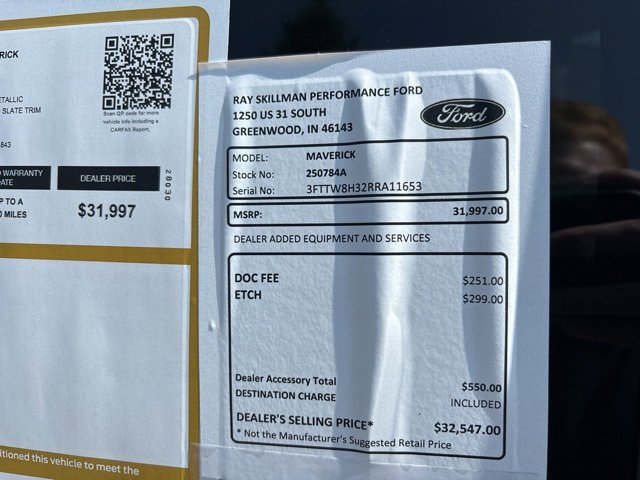 RICK
Scan QR code for more
vehicle info including a
CARFAX Report.
ETALLIC
SLATE TRIM
843
WARRANTY
DATE
DEALER PRICE
28030
P TO A
MILES
$31,997
itioned this vehicle to meet the
RAY SKILLMAN PERFORMANCE FORD
1250 US 31 SOUTH
GREENWOOD, IN 46143
Ford
MODEL: MAVERICK
Stock No: 250784A
Serial No: 3FTTW8H32RRA11653
MSRP: 31,997.00
DEALER ADDED EQUIPMENT AND SERVICES
DOC FEE $251.00
ETCH $299.00
Dealer Accessory Total $550.00
DESTINATION CHARGE INCLUDED
DEALER'S SELLING PRICE* $32,547.00
* Not the Manufacturer's Suggested Retail Price